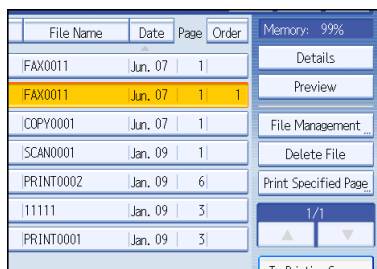 File Name Date Page Order
FAX0011 Jun. 07 1
FAX0011 Jun. 07 1 1
COPY0001 Jun. 07 1
SCAN0001 Jan. 09 1
PRINT0002 Jan. 09 6
11111 Jan. 09 3
PRINT0001 Jan. 09 3
Memory: 99%
Details
Preview
File Management
Delete File
Print Specified Page
1/1